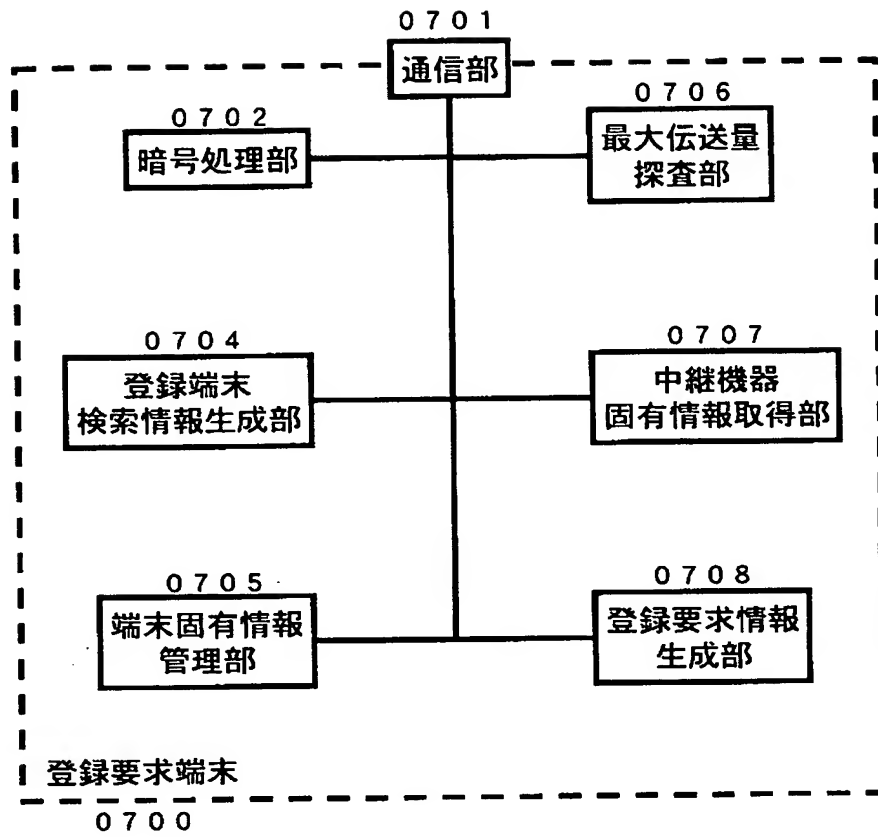 0701
通信部
0702
暗号処理部
0706
最大伝送量
探査部
0704
登録端末
検索情報生成部
0707
中継機器
固有情報取得部
0705
端末固有情報
管理部
0708
登録要求情報
生成部
登録要求端末
0700